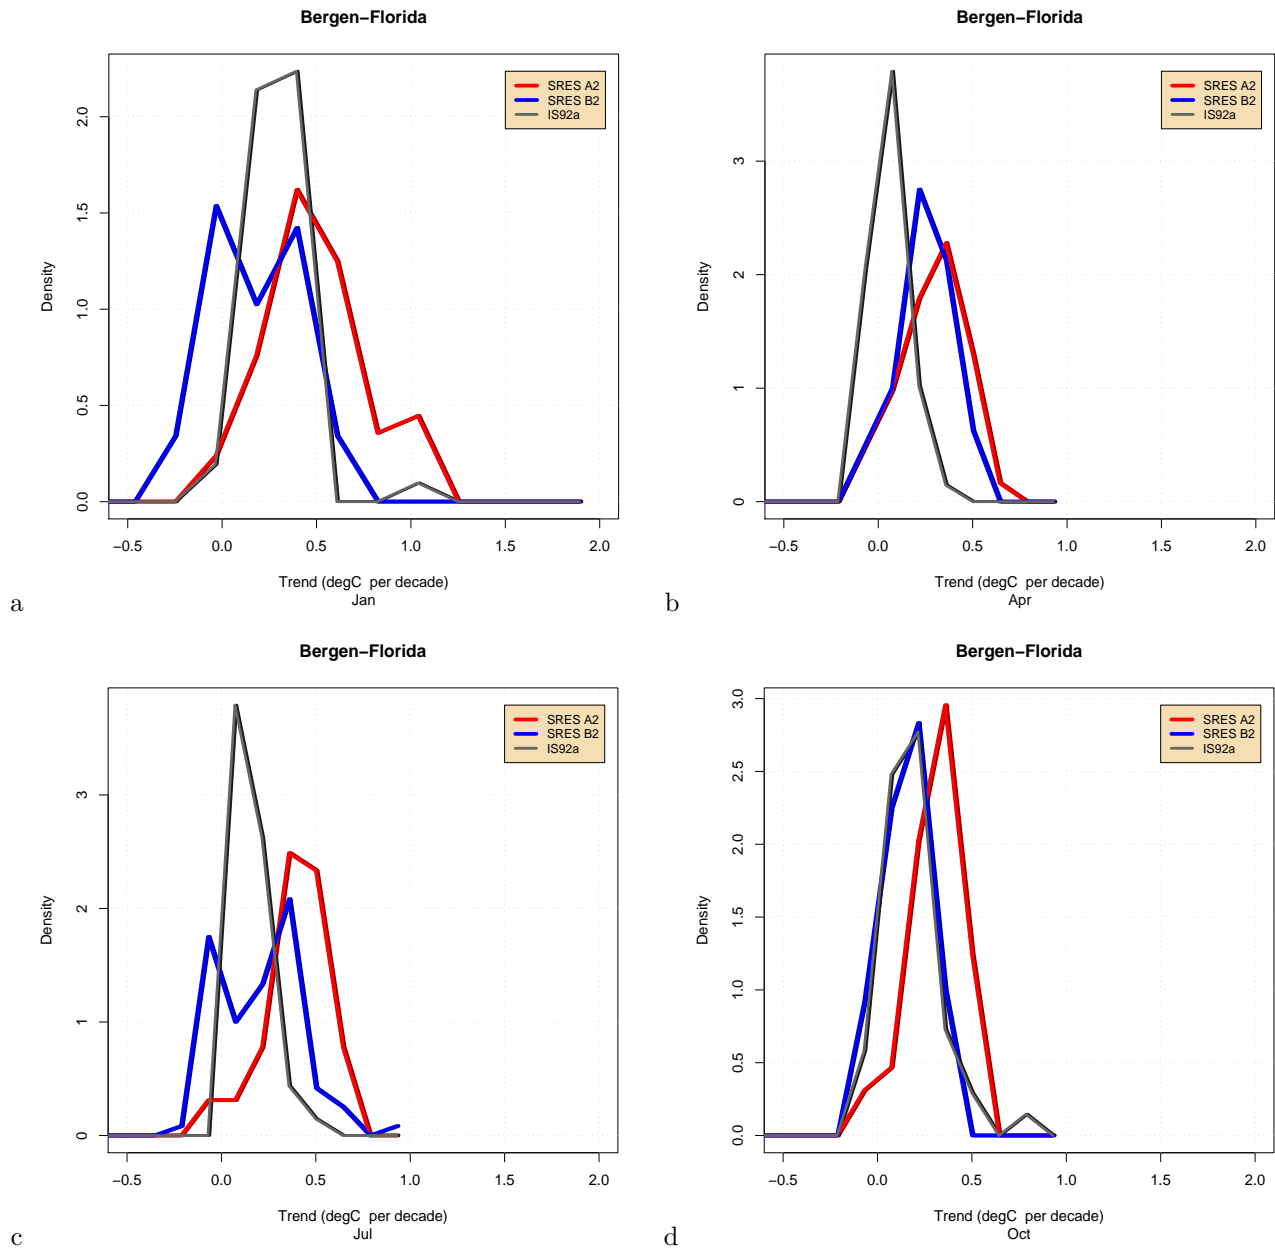 Bergen−Florida
SRES A2
SRES B2
IS92a
Density
0.0
0.5
1.0
1.5
2.0
−0.5
0.0
0.5
1.0
1.5
2.0
Trend (degC per decade)
Jan
a
Bergen−Florida
SRES A2
SRES B2
IS92a
Density
0
1
2
3
−0.5
0.0
0.5
1.0
1.5
2.0
Trend (degC per decade)
Apr
b
Bergen−Florida
SRES A2
SRES B2
IS92a
Density
0
1
2
3
−0.5
0.0
0.5
1.0
1.5
2.0
Trend (degC per decade)
Jul
c
Bergen−Florida
SRES A2
SRES B2
IS92a
Density
0.0
0.5
1.0
1.5
2.0
2.5
3.0
−0.5
0.0
0.5
1.0
1.5
2.0
Trend (degC per decade)
Oct
d